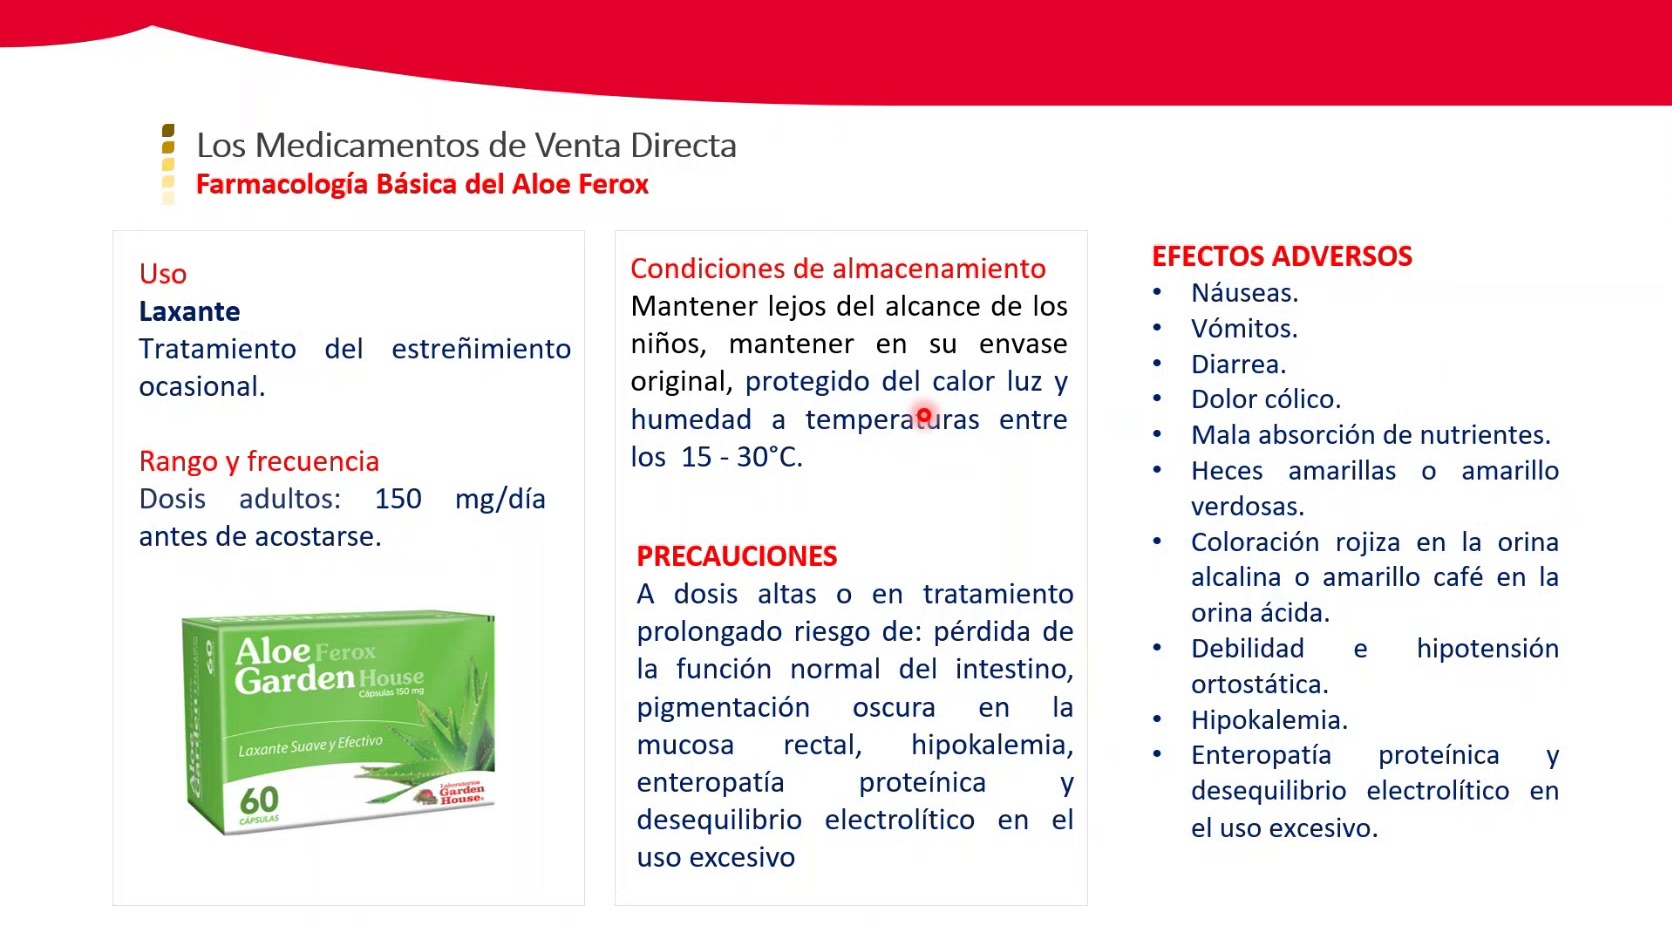 Los Medicamentos de Venta Directa
Farmacología Básica del Aloe Ferox
Uso
Laxante
Tratamiento del estreñimiento
ocasional.
Rango y frecuencia
Dosis adultos: 150 mg/día
antes de acostarse.
Aloe Ferox
Garden House
Cápsulas 150 mg
Laxante Suave y Efectivo
60
CÁPSULAS
Laboratorios
Garden
House
60
Condiciones de almacenamiento
Mantener lejos del alcance de los
niños, mantener en su envase
original, protegido del calor luz y
humedad a temperaturas entre
los 15 - 30°C.
PRECAUCIONES
A dosis altas o en tratamiento
prolongado riesgo de: pérdida de
la función normal del intestino,
pigmentación oscura en la
mucosa rectal, hipokalemia,
enteropatía proteínica y
desequilibrio electrolítico en el
uso excesivo
EFECTOS ADVERSOS
• Náuseas.
• Vómitos.
• Diarrea.
• Dolor cólico.
• Mala absorción de nutrientes.
• Heces amarillas o amarillo
verdosas.
• Coloración rojiza en la orina
alcalina o amarillo café en la
orina ácida.
• Debilidad e hipotensión
ortostática.
• Hipokalemia.
• Enteropatía proteínica y
desequilibrio electrolítico en
el uso excesivo.